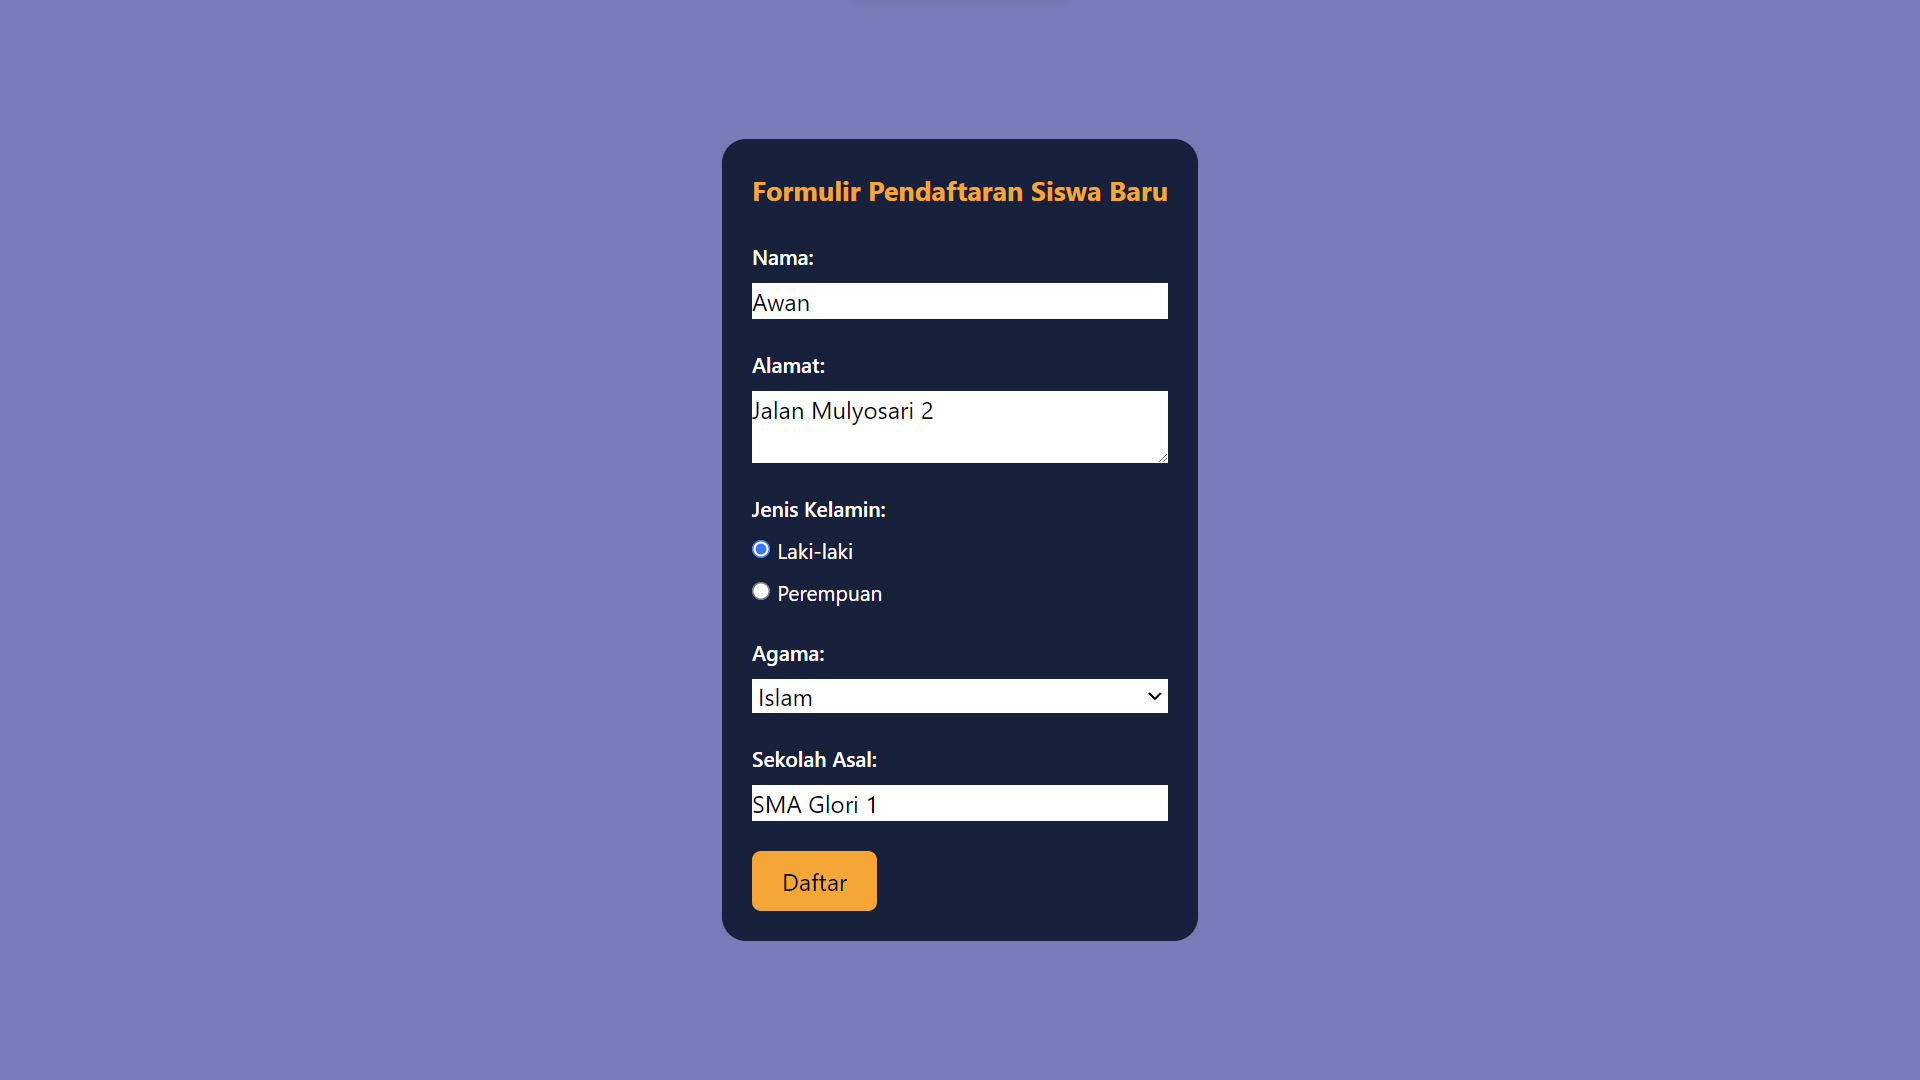 Formulir Pendaftaran Siswa Baru
Nama:
Awan
Alamat:
Jalan Mulyosari 2
Jenis Kelamin:
Laki-laki
Perempuan
Agama:
Islam
Sekolah Asal:
SMA Glori 1
Daftar